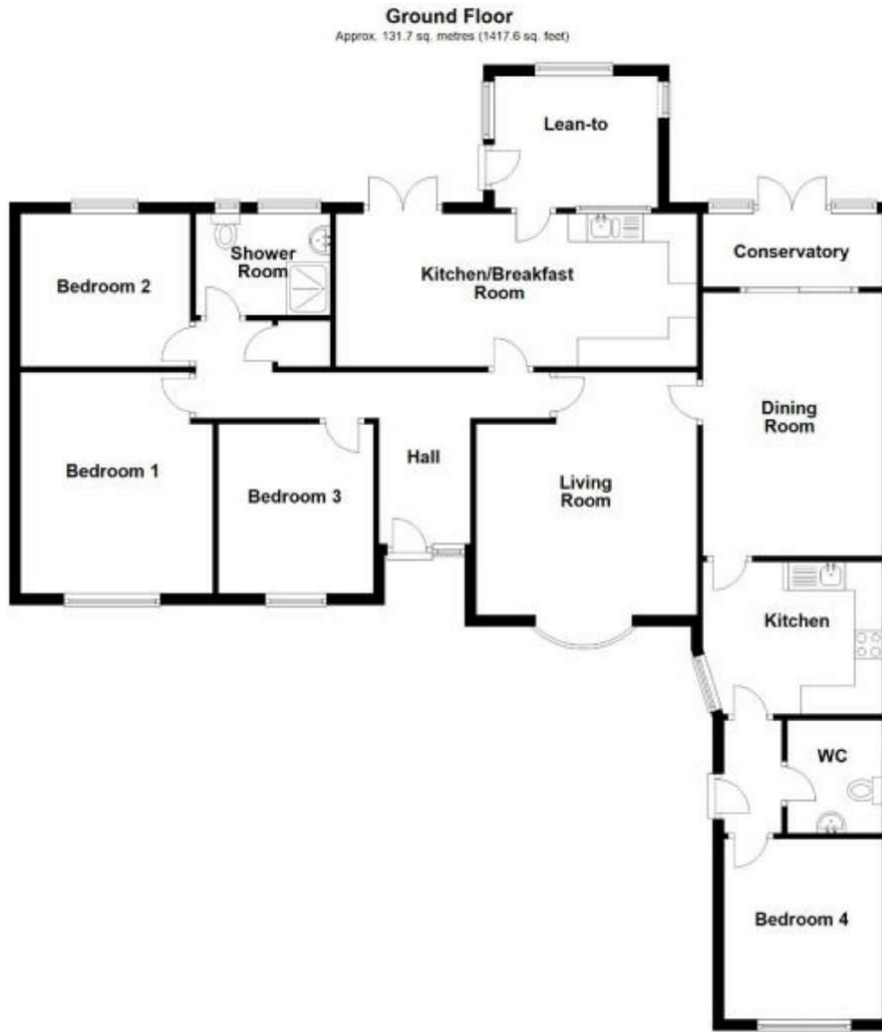 Ground Floor
Approx. 131.7 sq. metres (1417.6 sq. feet)
Lean-to
Bedroom 2
Shower
Room
Kitchen/Breakfast
Room
Conservatory
Dining
Room
Bedroom 1
Bedroom 3
Hall
Living
Room
Kitchen
WC
Bedroom 4